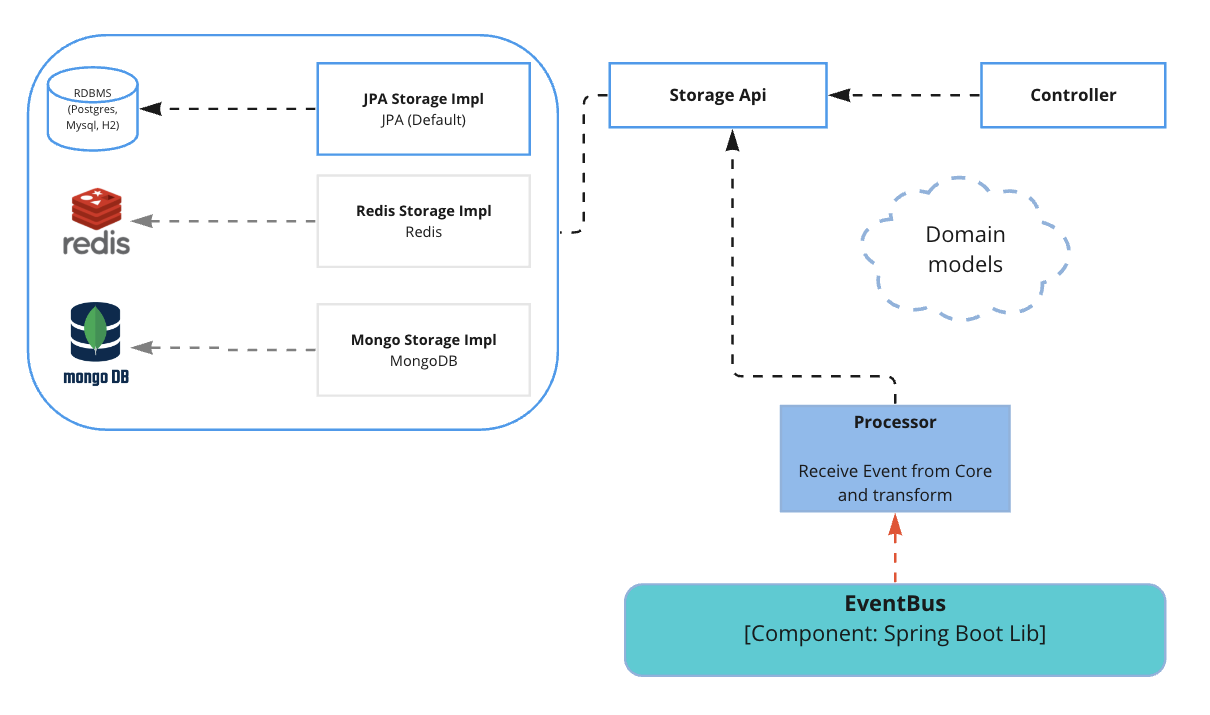 RDBMS
(Postgres,
Mysql, H2)
JPA Storage Impl
JPA (Default)
Storage Api
Controller
redis
Redis Storage Impl
Redis
Domain
models
mongo DB
Mongo Storage Impl
MongoDB
Processor
Receive Event from Core
and transform
EventBus
[Component: Spring Boot Lib]